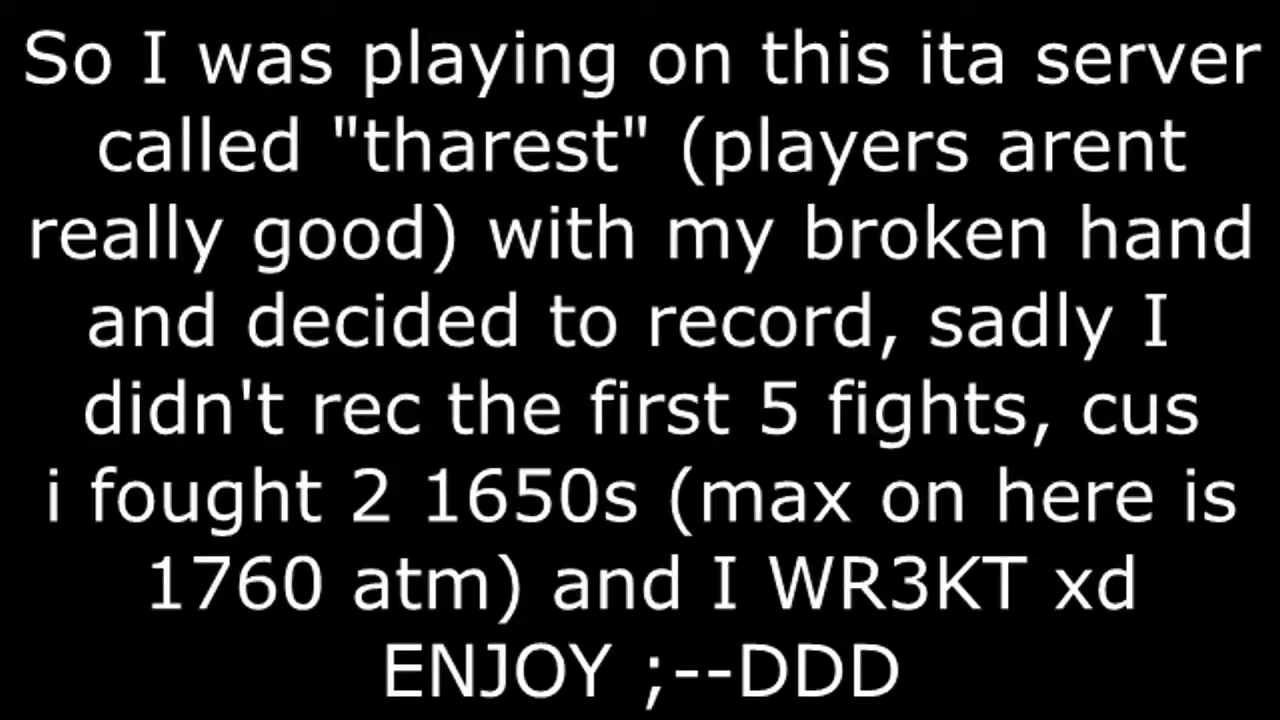 So I was playing on this ita server
called "tharest" (players arent
really good) with my broken hand
and decided to record, sadly I
didn't rec the first 5 fights, cus
i fought 2 1650s (max on here is
1760 atm) and I WR3KT xd
ENJOY ;--DDD